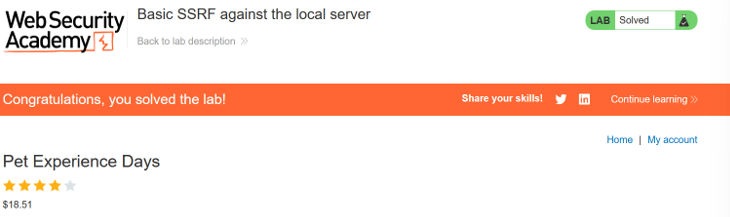 Web Security
Academy
Basic SSRF against the local server
Back to lab description
LAB Solved
Congratulations, you solved the lab!
Share your skills!
Continue learning
Home | My account
Pet Experience Days
$18.51